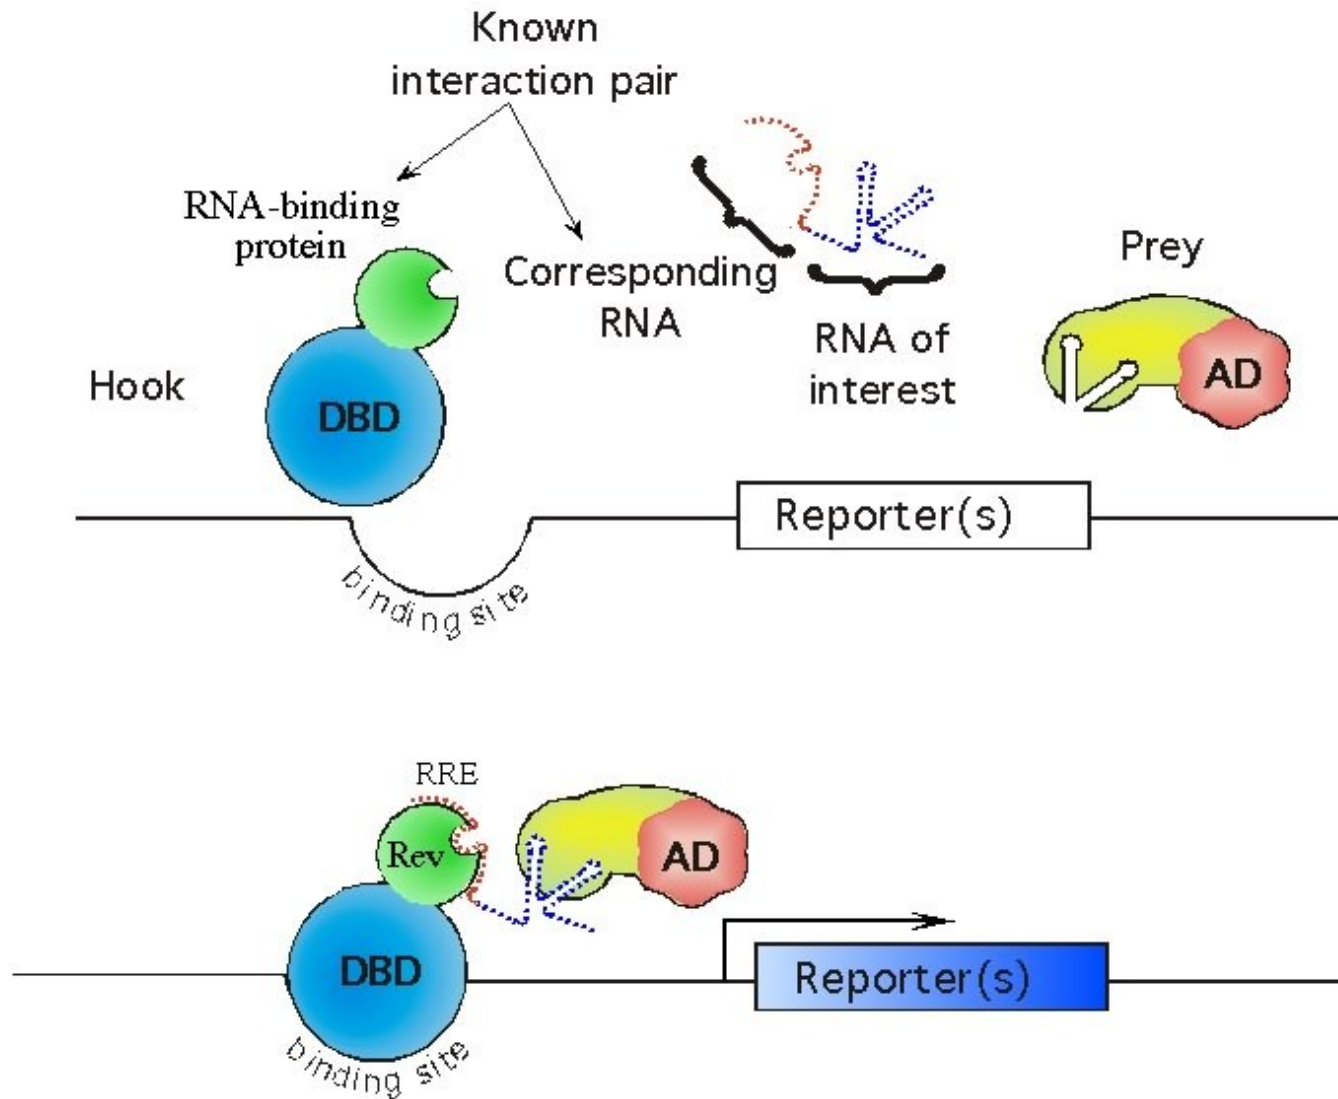 Known
interaction pair
RNA-binding
protein
Corresponding
RNA
RNA of
interest
Prey
Hook
DBD
AD
Reporter(s)
binding site
RRE
Rev
AD
DBD
Reporter(s)
binding site